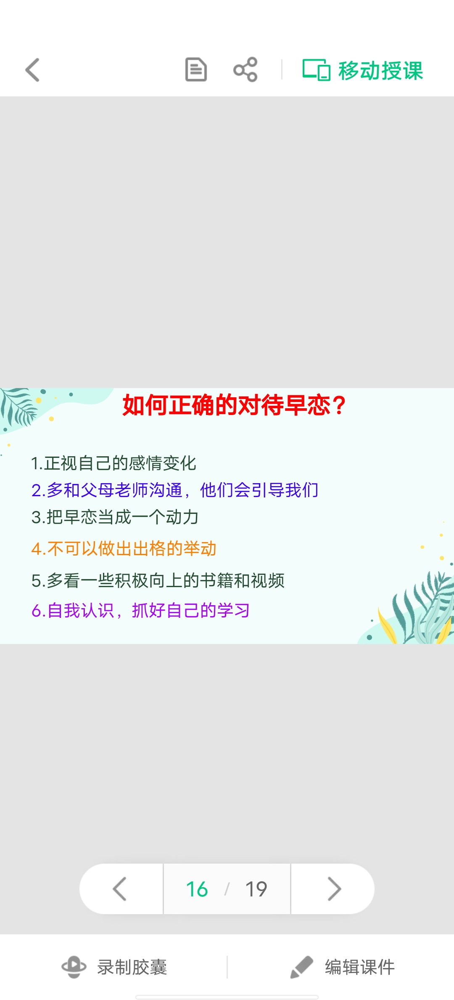 移动授课
如何正确的对待早恋？
1.正视自己的感情变化
2.多和父母老师沟通，他们会引导我们
3.把早恋当成一个动力
4.不可以做出出格的举动
5.多看一些积极向上的书籍和视频
6.自我认识，抓好自己的学习
16 / 19
录制胶囊
编辑课件